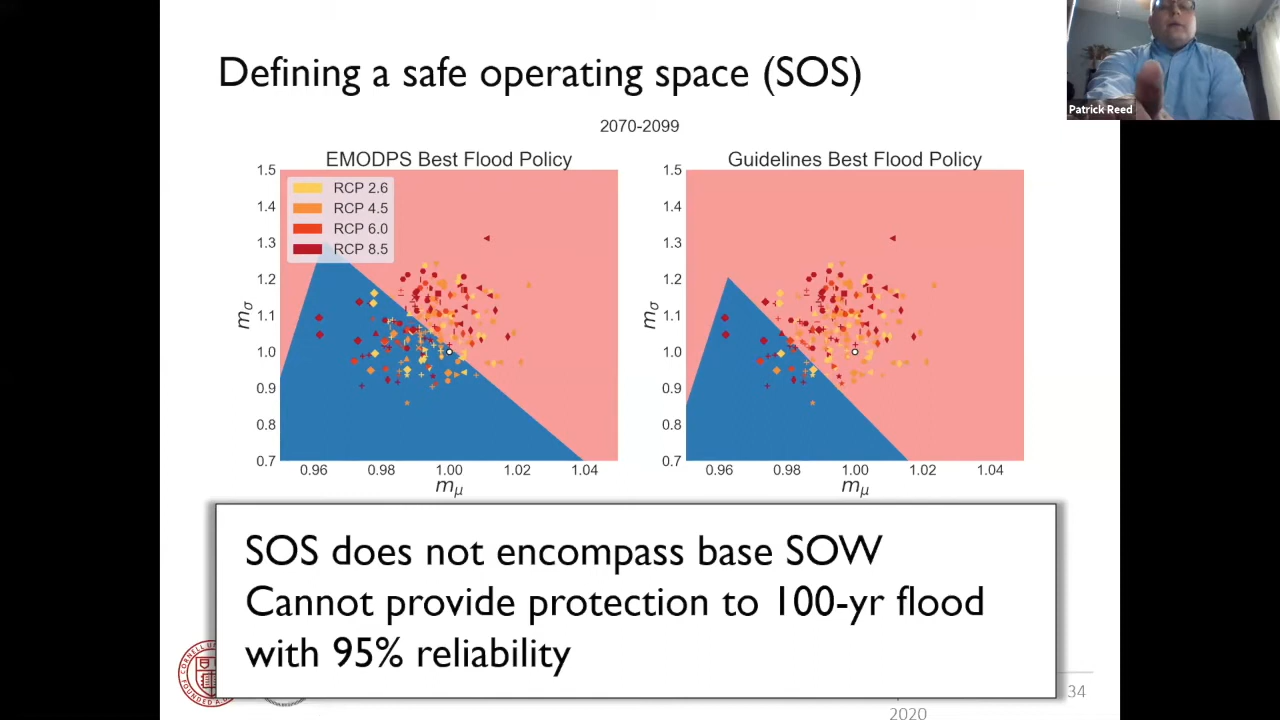 Defining a safe operating space (SOS)
Patrick Reed
2070-2099
EMODPS Best Flood Policy
Guidelines Best Flood Policy
1.5
1.4
1.3
1.2
1.1
1.0
0.9
0.8
0.7
mσ
RCP 2.6
RCP 4.5
RCP 6.0
RCP 8.5
0.96 0.98 1.00 1.02 1.04
mμ
1.5
1.4
1.3
1.2
1.1
1.0
0.9
0.8
0.7
mσ
0.96 0.98 1.00 1.02 1.04
mμ
SOS does not encompass base SOW
Cannot provide protection to 100-yr flood
with 95% reliability
34
2020